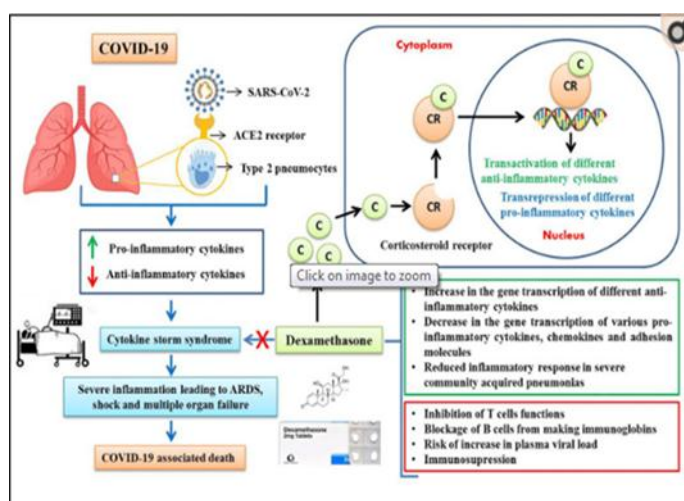 COVID-19
SARS-CoV-2
ACE2 receptor
Type 2 pneumocytes
Pro-inflammatory cytokines
Anti-inflammatory cytokines
Cytokine storm syndrome
Dexamethasone
Severe inflammation leading to ARDS,
shock and multiple organ failure
COVID-19 associated death
Dexamethasone
2mg Tablets
Cytoplasm
C
CR
C
CR
C
CR
Corticosteroid receptor
C
C
C
Transactivation of different
anti-inflammatory cytokines
Transrepression of different
pro-inflammatory cytokines
Nucleus
Click on image to zoom
• Increase in the gene transcription of different anti-
inflammatory cytokines
• Decrease in the gene transcription of various pro-
inflammatory cytokines, chemokines and adhesion
molecules
• Reduced inflammatory response in severe
community acquired pneumonias
• Inhibition of T cells functions
• Blockage of B cells from making immunoglobins
• Risk of increase in plasma viral load
• Immunosupression